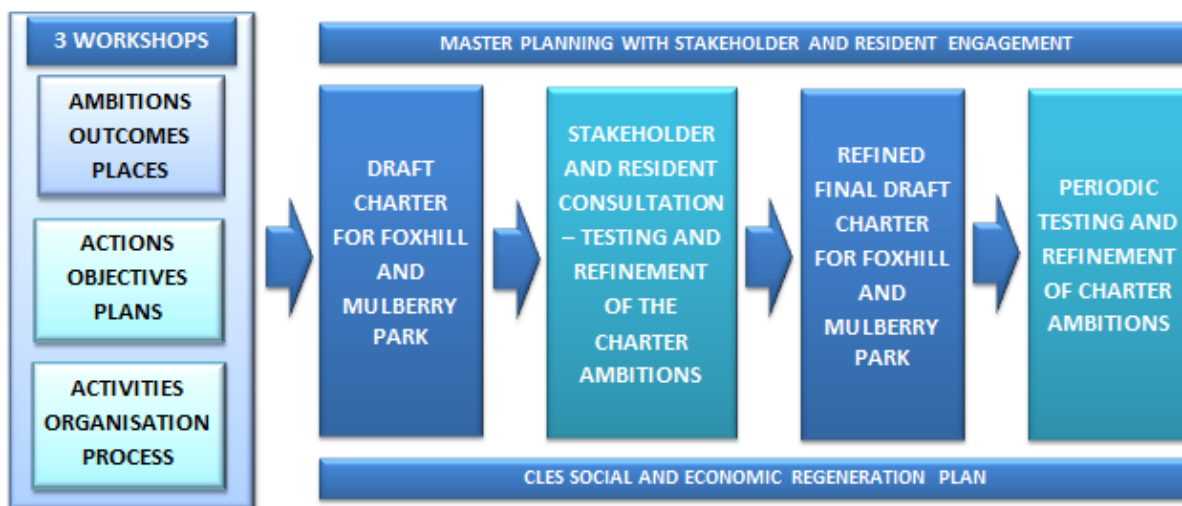 3 WORKSHOPS
AMBITIONS
OUTCOMES
PLACES
ACTIONS
OBJECTIVES
PLANS
ACTIVITIES
ORGANISATION
PROCESS
MASTER PLANNING WITH STAKEHOLDER AND RESIDENT ENGAGEMENT
DRAFT
CHARTER
FOR FOXHILL
AND
MULBERRY
PARK
STAKEHOLDER
AND RESIDENT
CONSULTATION
– TESTING AND
REFINEMENT
OF THE
CHARTER
AMBITIONS
REFINED
FINAL DRAFT
CHARTER
FOR FOXHILL
AND
MULBERRY
PARK
PERIODIC
TESTING AND
REFINEMENT
OF CHARTER
AMBITIONS
CLES SOCIAL AND ECONOMIC REGENERATION PLAN